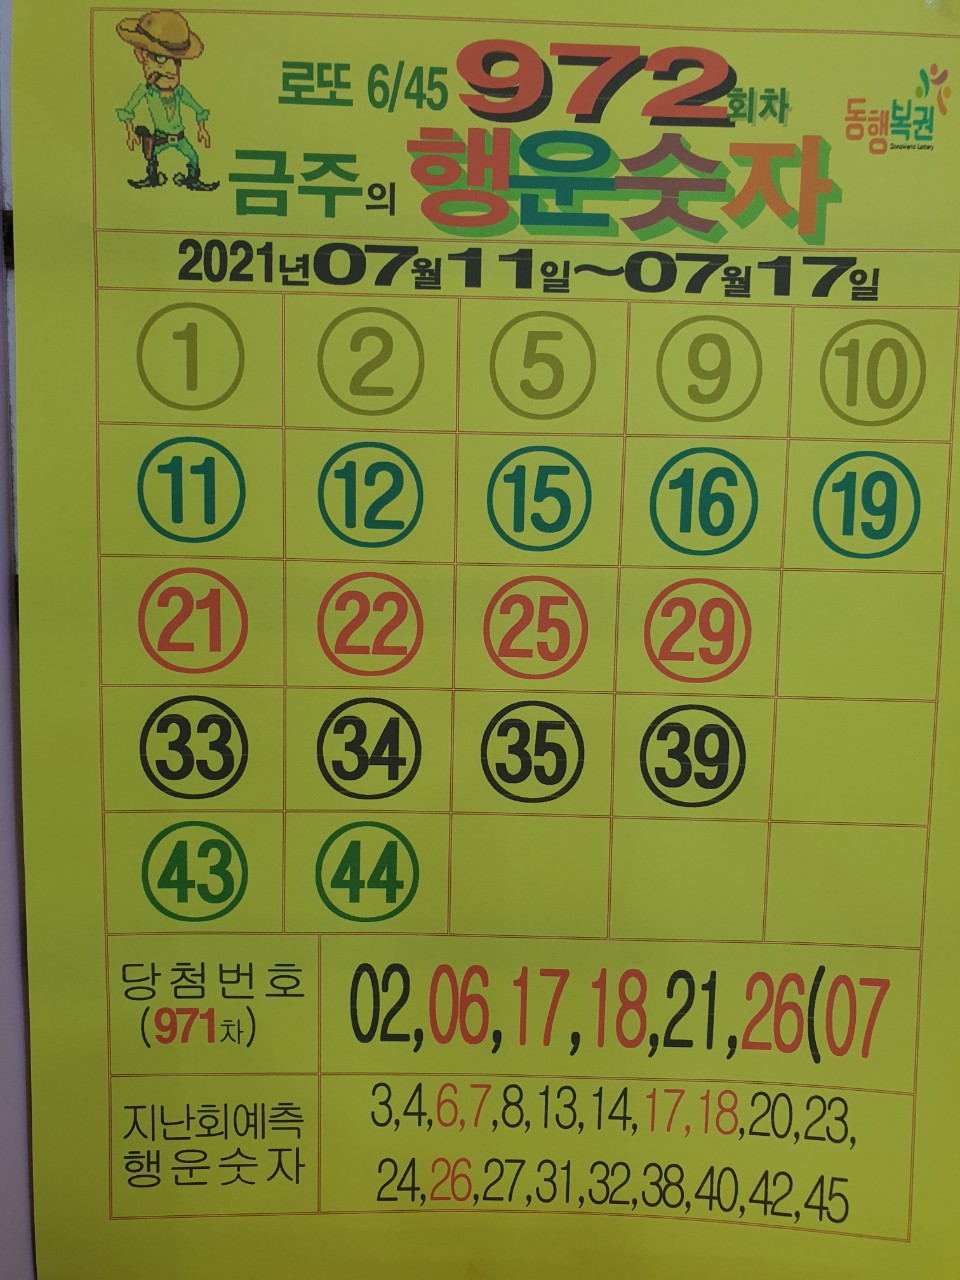 로또 6/45 972회차
동행복권
Donghang Lottery
금주의 행운숫자
2021년07월11일~07월17일
1 2 5 9 10
11 12 15 16 19
21 22 25 29
33 34 35 39
43 44
당첨번호
(971차)
02,06,17,18,21,26(07
지난회예측
행운숫자
3,4,6,7,8,13,14,17,18,20,23,
24,26,27,31,32,38,40,42,45